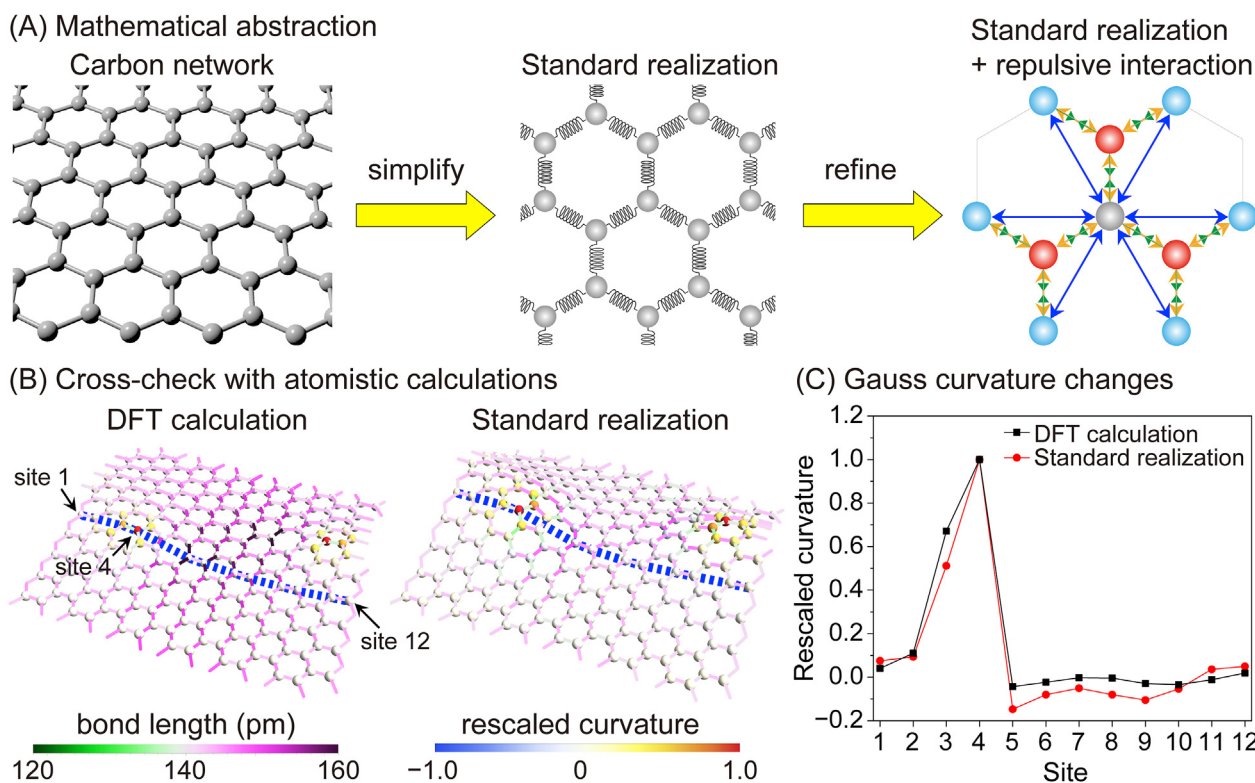 (A) Mathematical abstraction
Carbon network
Standard realization
Standard realization
+ repulsive interaction
simplify
refine
(B) Cross-check with atomistic calculations
DFT calculation
Standard realization
site 1
site 4
site 12
bond length (pm)
120 140 160
rescaled curvature
−1.0 0 1.0
(C) Gauss curvature changes
DFT calculation
Standard realization
Rescaled curvature
1.2
1.0
0.8
0.6
0.4
0.2
0.0
−0.2
1 2 3 4 5 6 7 8 9 10 11 12
Site